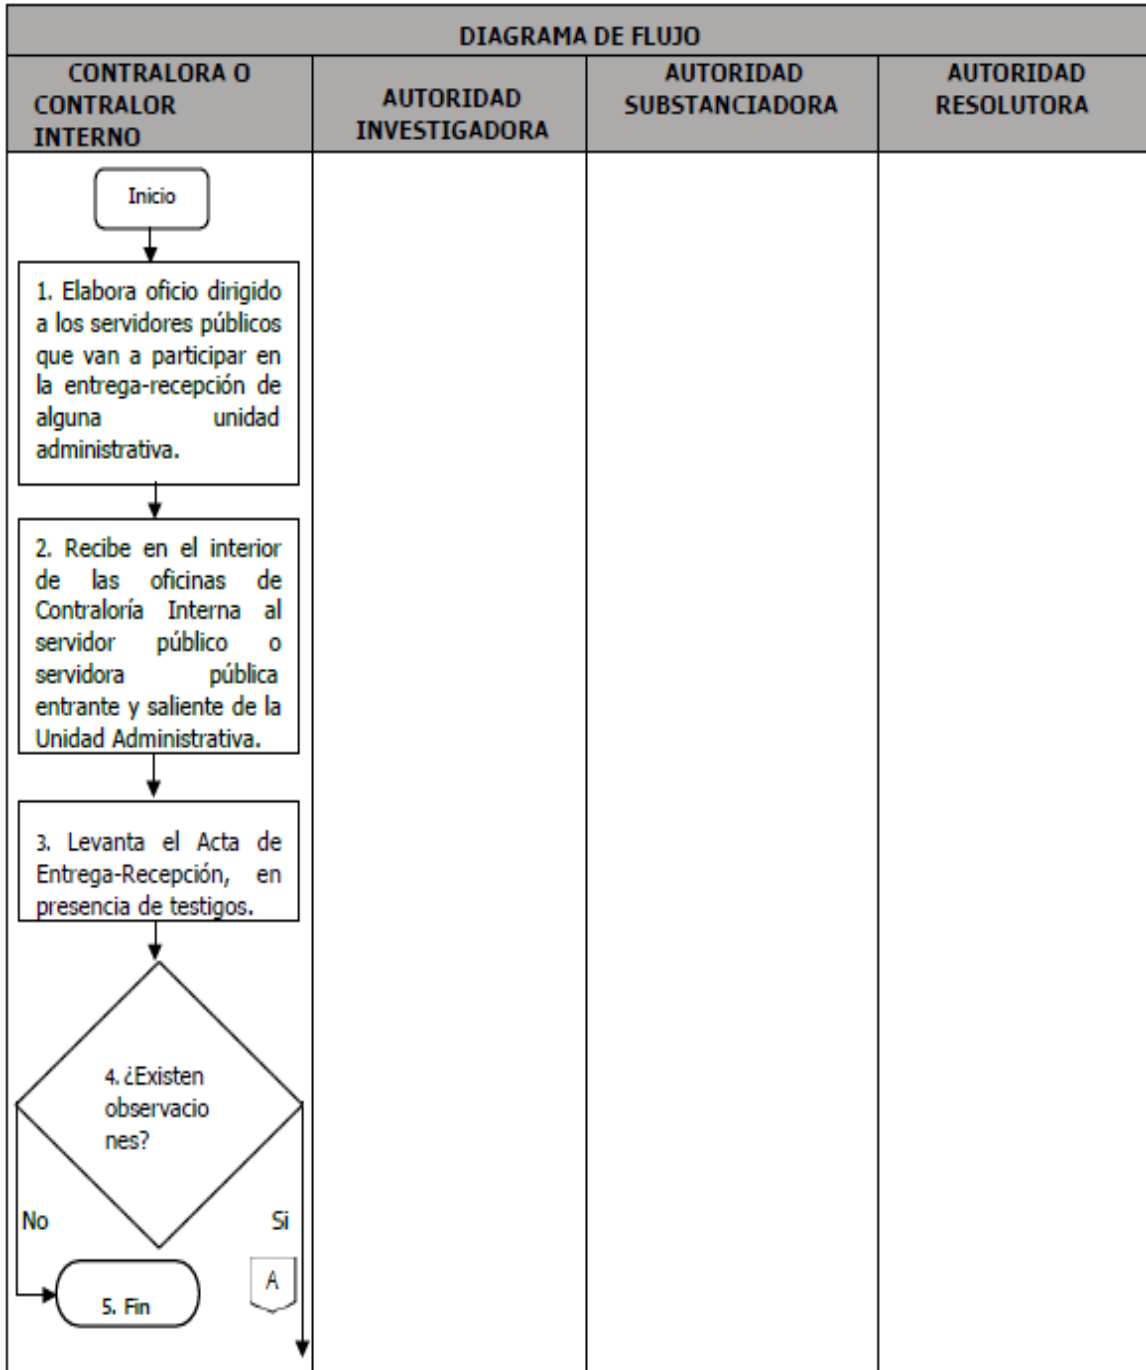 DIAGRAMA DE FLUJO
CONTRALORA O
CONTRALOR
INTERNO
AUTORIDAD
INVESTIGADORA
AUTORIDAD
SUBSTANCIADORA
AUTORIDAD
RESOLUTORA
Inicio
1. Elabora oficio dirigido
a los servidores públicos
que van a participar en
la entrega-recepción de
alguna unidad
administrativa.
2. Recibe en el interior
de las oficinas de
Contraloría Interna al
servidor público o
servidora pública
entrante y saliente de la
Unidad Administrativa.
3. Levanta el Acta de
Entrega-Recepción, en
presencia de testigos.
4. ¿Existen
observacio
nes?
No
Si
A
5. Fin